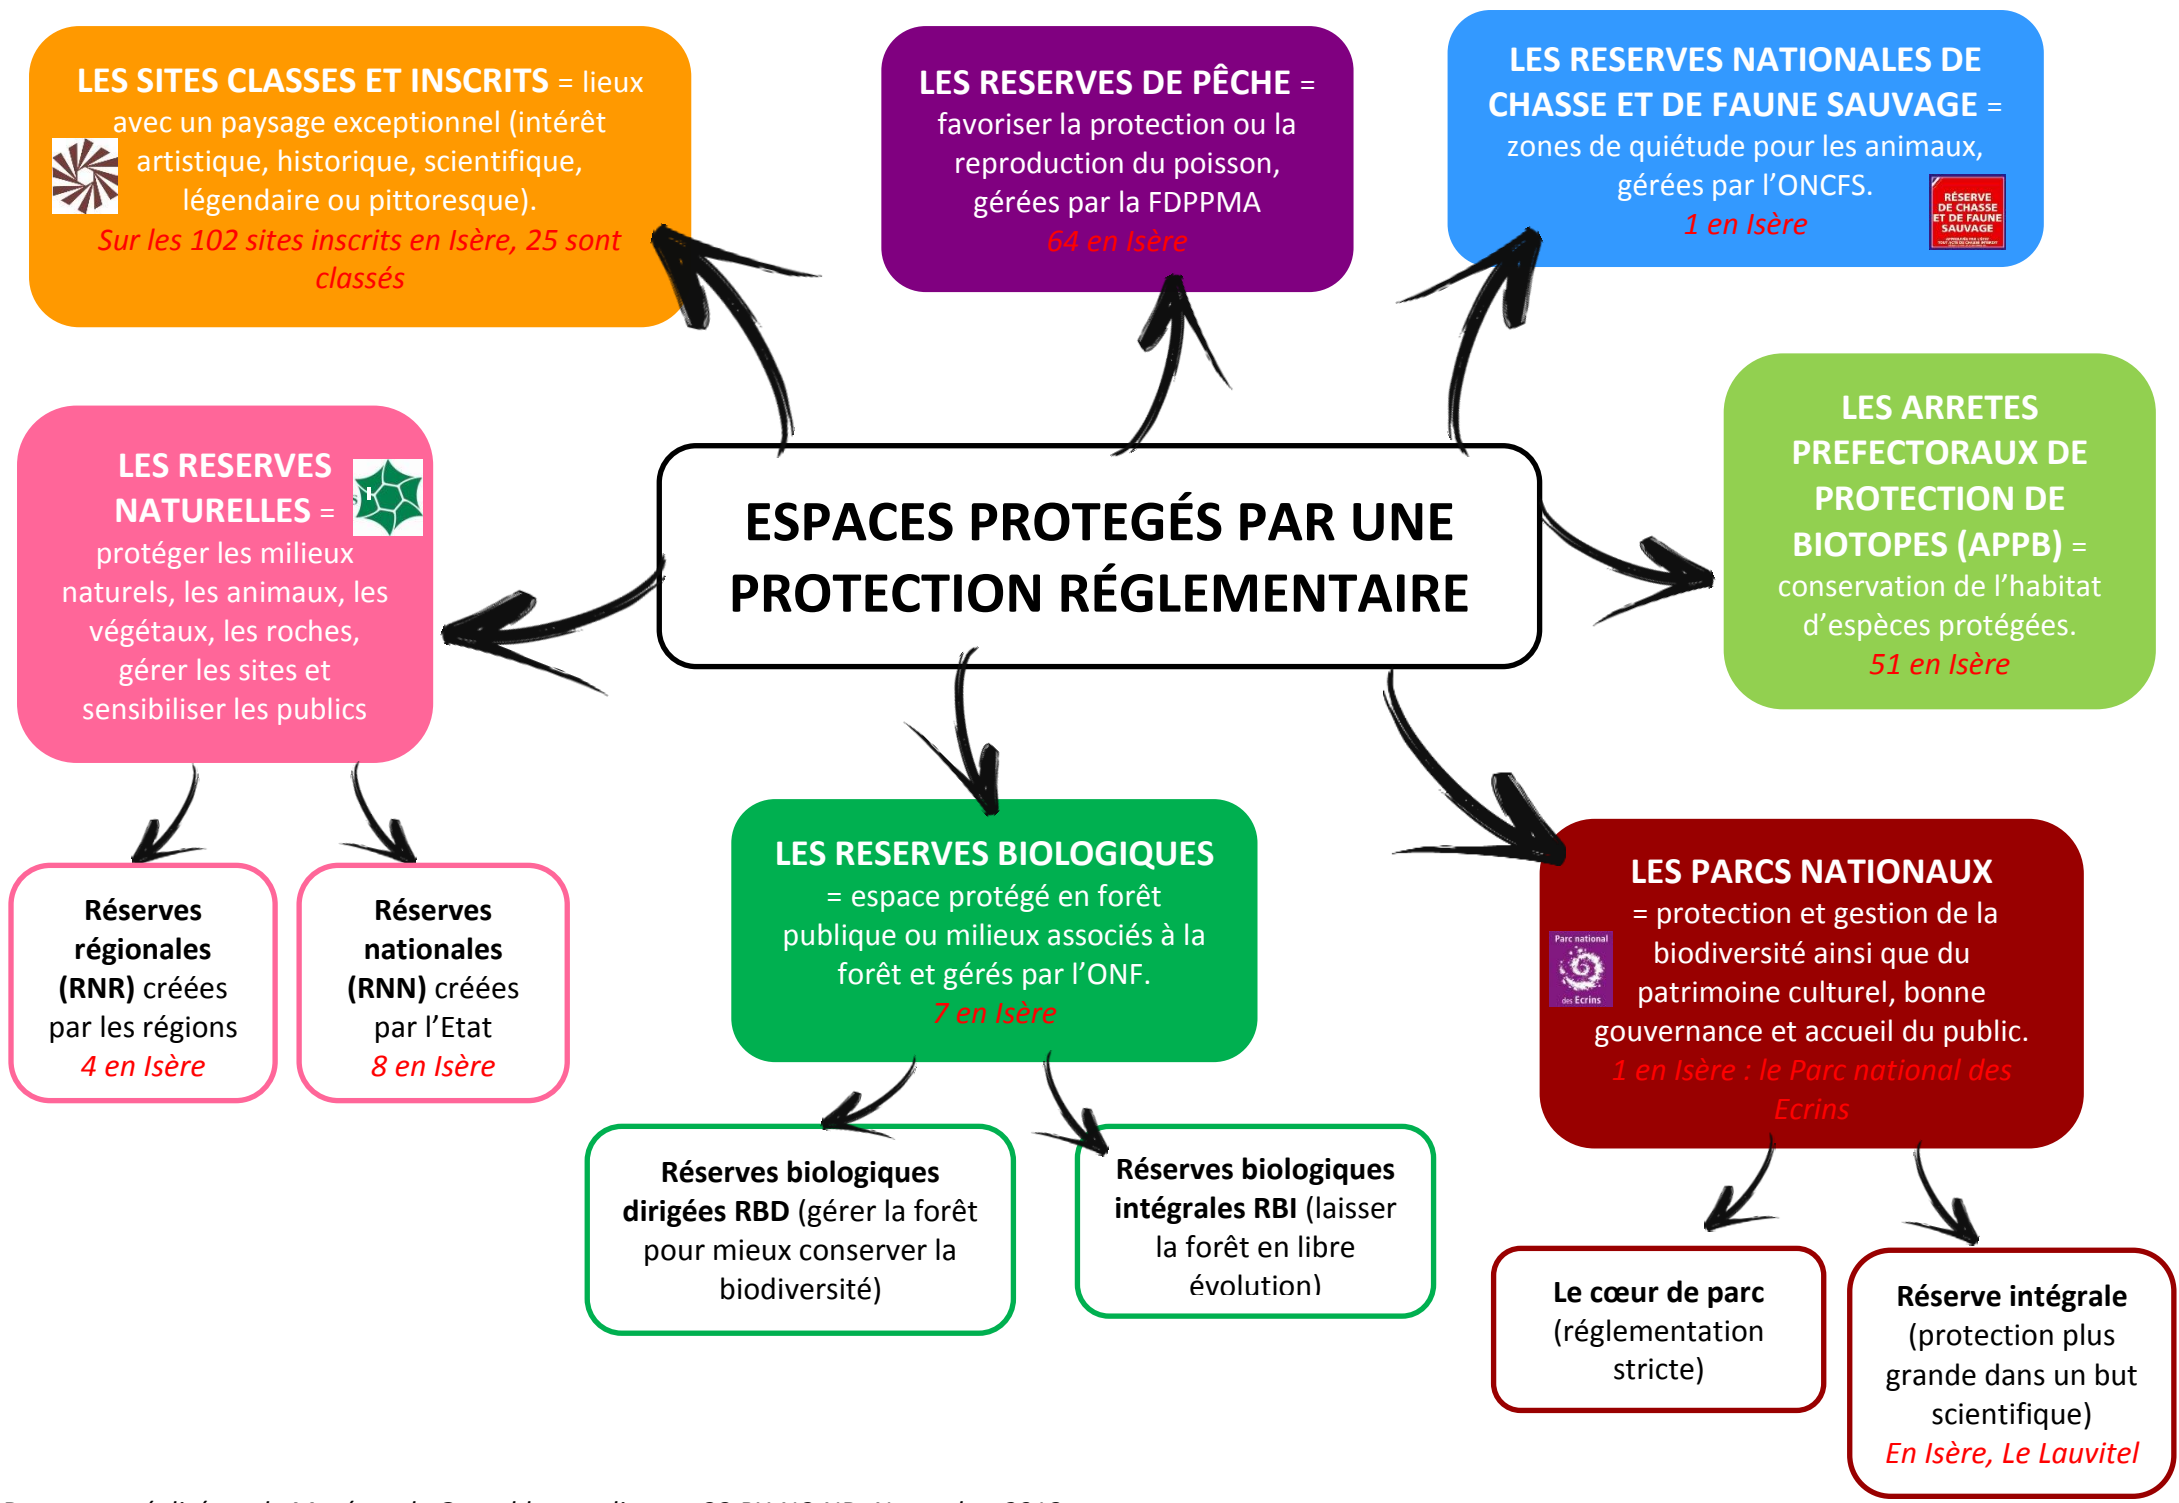 LES SITES CLASSES ET INSCRITS = lieux
avec un paysage exceptionnel (intérêt
artistique, historique, scientifique,
légendaire ou pittoresque).
Sur les 102 sites inscrits en Isère, 25 sont
classés
LES RESERVES DE PÊCHE =
favoriser la protection ou la
reproduction du poisson,
gérées par la FDPPMA
64 en Isère
LES RESERVES NATIONALES DE
CHASSE ET DE FAUNE SAUVAGE =
zones de quiétude pour les animaux,
gérées par l'ONCFS.
1 en Isère
RÉSERVE
DE CHASSE
ET DE FAUNE
SAUVAGE
LES ARRETES
PREFECTORAUX DE
PROTECTION DE
BIOTOPES (APPB) =
conservation de l'habitat
d'espèces protégées.
51 en Isère
ESPACES PROTEGÉS PAR UNE
PROTECTION RÉGLEMENTAIRE
LES RESERVES
NATURELLES =
protéger les milieux
naturels, les animaux, les
végétaux, les roches,
gérer les sites et
sensibiliser les publics
Réserves
régionales
(RNR) créées
par les régions
4 en Isère
Réserves
nationales
(RNN) créées
par l'Etat
8 en Isère
LES RESERVES BIOLOGIQUES
= espace protégé en forêt
publique ou milieux associés à la
forêt et gérés par l'ONF.
7 en Isère
Réserves biologiques
dirigées RBD (gérer la forêt
pour mieux conserver la
biodiversité)
Réserves biologiques
intégrales RBI (laisser
la forêt en libre
évolution)
LES PARCS NATIONAUX
= protection et gestion de la
biodiversité ainsi que du
patrimoine culturel, bonne
gouvernance et accueil du public.
1 en Isère : le Parc national des
Ecrins
Parc national
des Ecrins
Le cœur de parc
(réglementation
stricte)
Réserve intégrale
(protection plus
grande dans un but
scientifique)
En Isère, Le Lauvitel